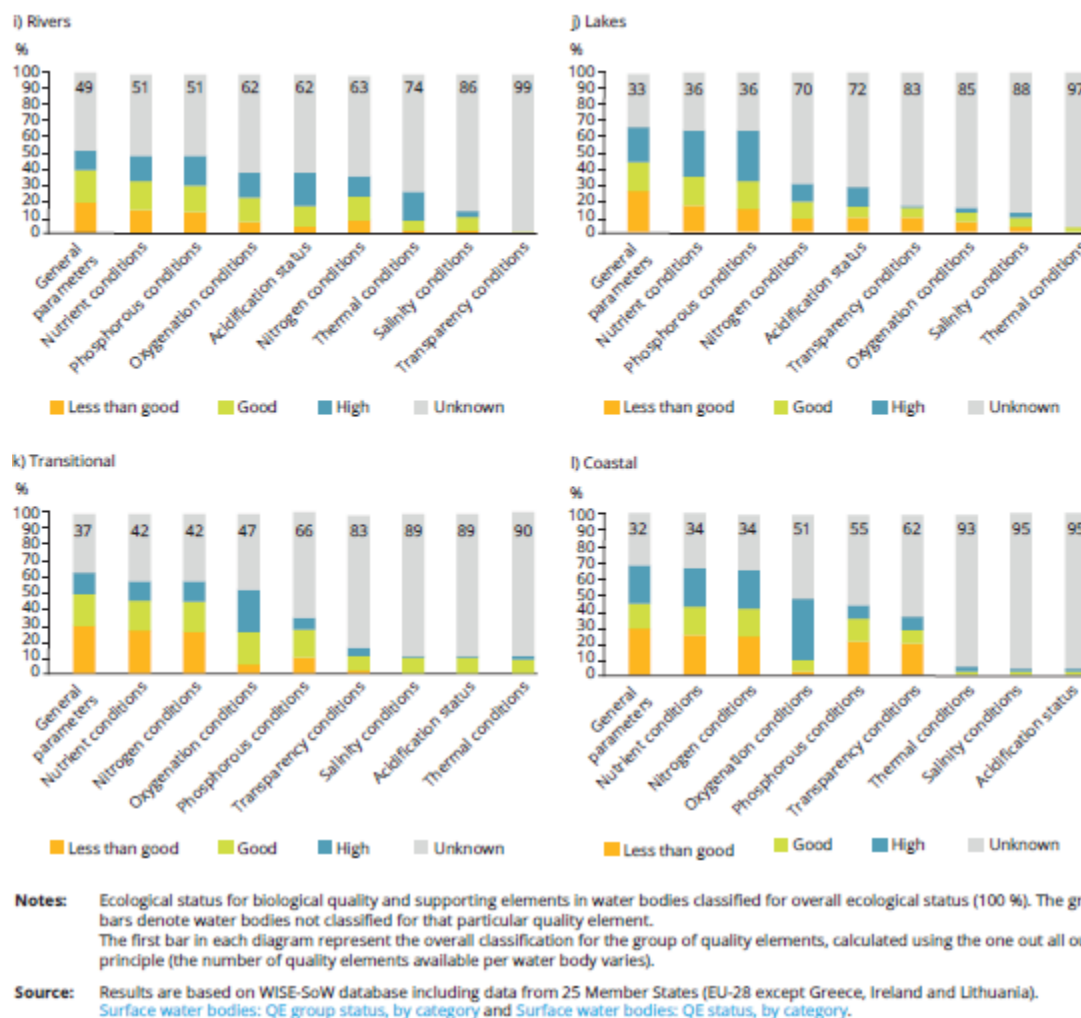 i) Rivers
%
100
90
80
70
60
50
40
30
20
10
0
49 51 51 62 62 63 74 86 99
General parameters
Nutrient conditions
Phosphorous conditions
Oxygenation conditions
Acidification status
Nitrogen conditions
Thermal conditions
Salinity conditions
Transparency conditions
Less than good Good High Unknown
j) Lakes
%
100
90
80
70
60
50
40
30
20
10
0
33 36 36 70 72 83 85 88 97
General parameters
Nutrient conditions
Phosphorous conditions
Nitrogen conditions
Acidification status
Transparency conditions
Oxygenation conditions
Salinity conditions
Thermal conditions
Less than good Good High Unknown
k) Transitional
%
100
90
80
70
60
50
40
30
20
10
0
37 42 42 47 66 83 89 89 90
General parameters
Nutrient conditions
Nitrogen conditions
Oxygenation conditions
Phosphorous conditions
Transparency conditions
Salinity conditions
Acidification status
Thermal conditions
Less than good Good High Unknown
l) Coastal
%
100
90
80
70
60
50
40
30
20
10
0
32 34 34 51 55 62 93 95 95
General parameters
Nutrient conditions
Nitrogen conditions
Oxygenation conditions
Phosphorous conditions
Transparency conditions
Thermal conditions
Salinity conditions
Acidification status
Less than good Good High Unknown
Notes: Ecological status for biological quality and supporting elements in water bodies classified for overall ecological status (100 %). The gr
bars denote water bodies not classified for that particular quality element.
The first bar in each diagram represent the overall classification for the group of quality elements, calculated using the one out all o
principle (the number of quality elements available per water body varies).
Source: Results are based on WISE-SoW database including data from 25 Member States (EU-28 except Greece, Ireland and Lithuania).
Surface water bodies: QE group status, by category and Surface water bodies: QE status, by category.